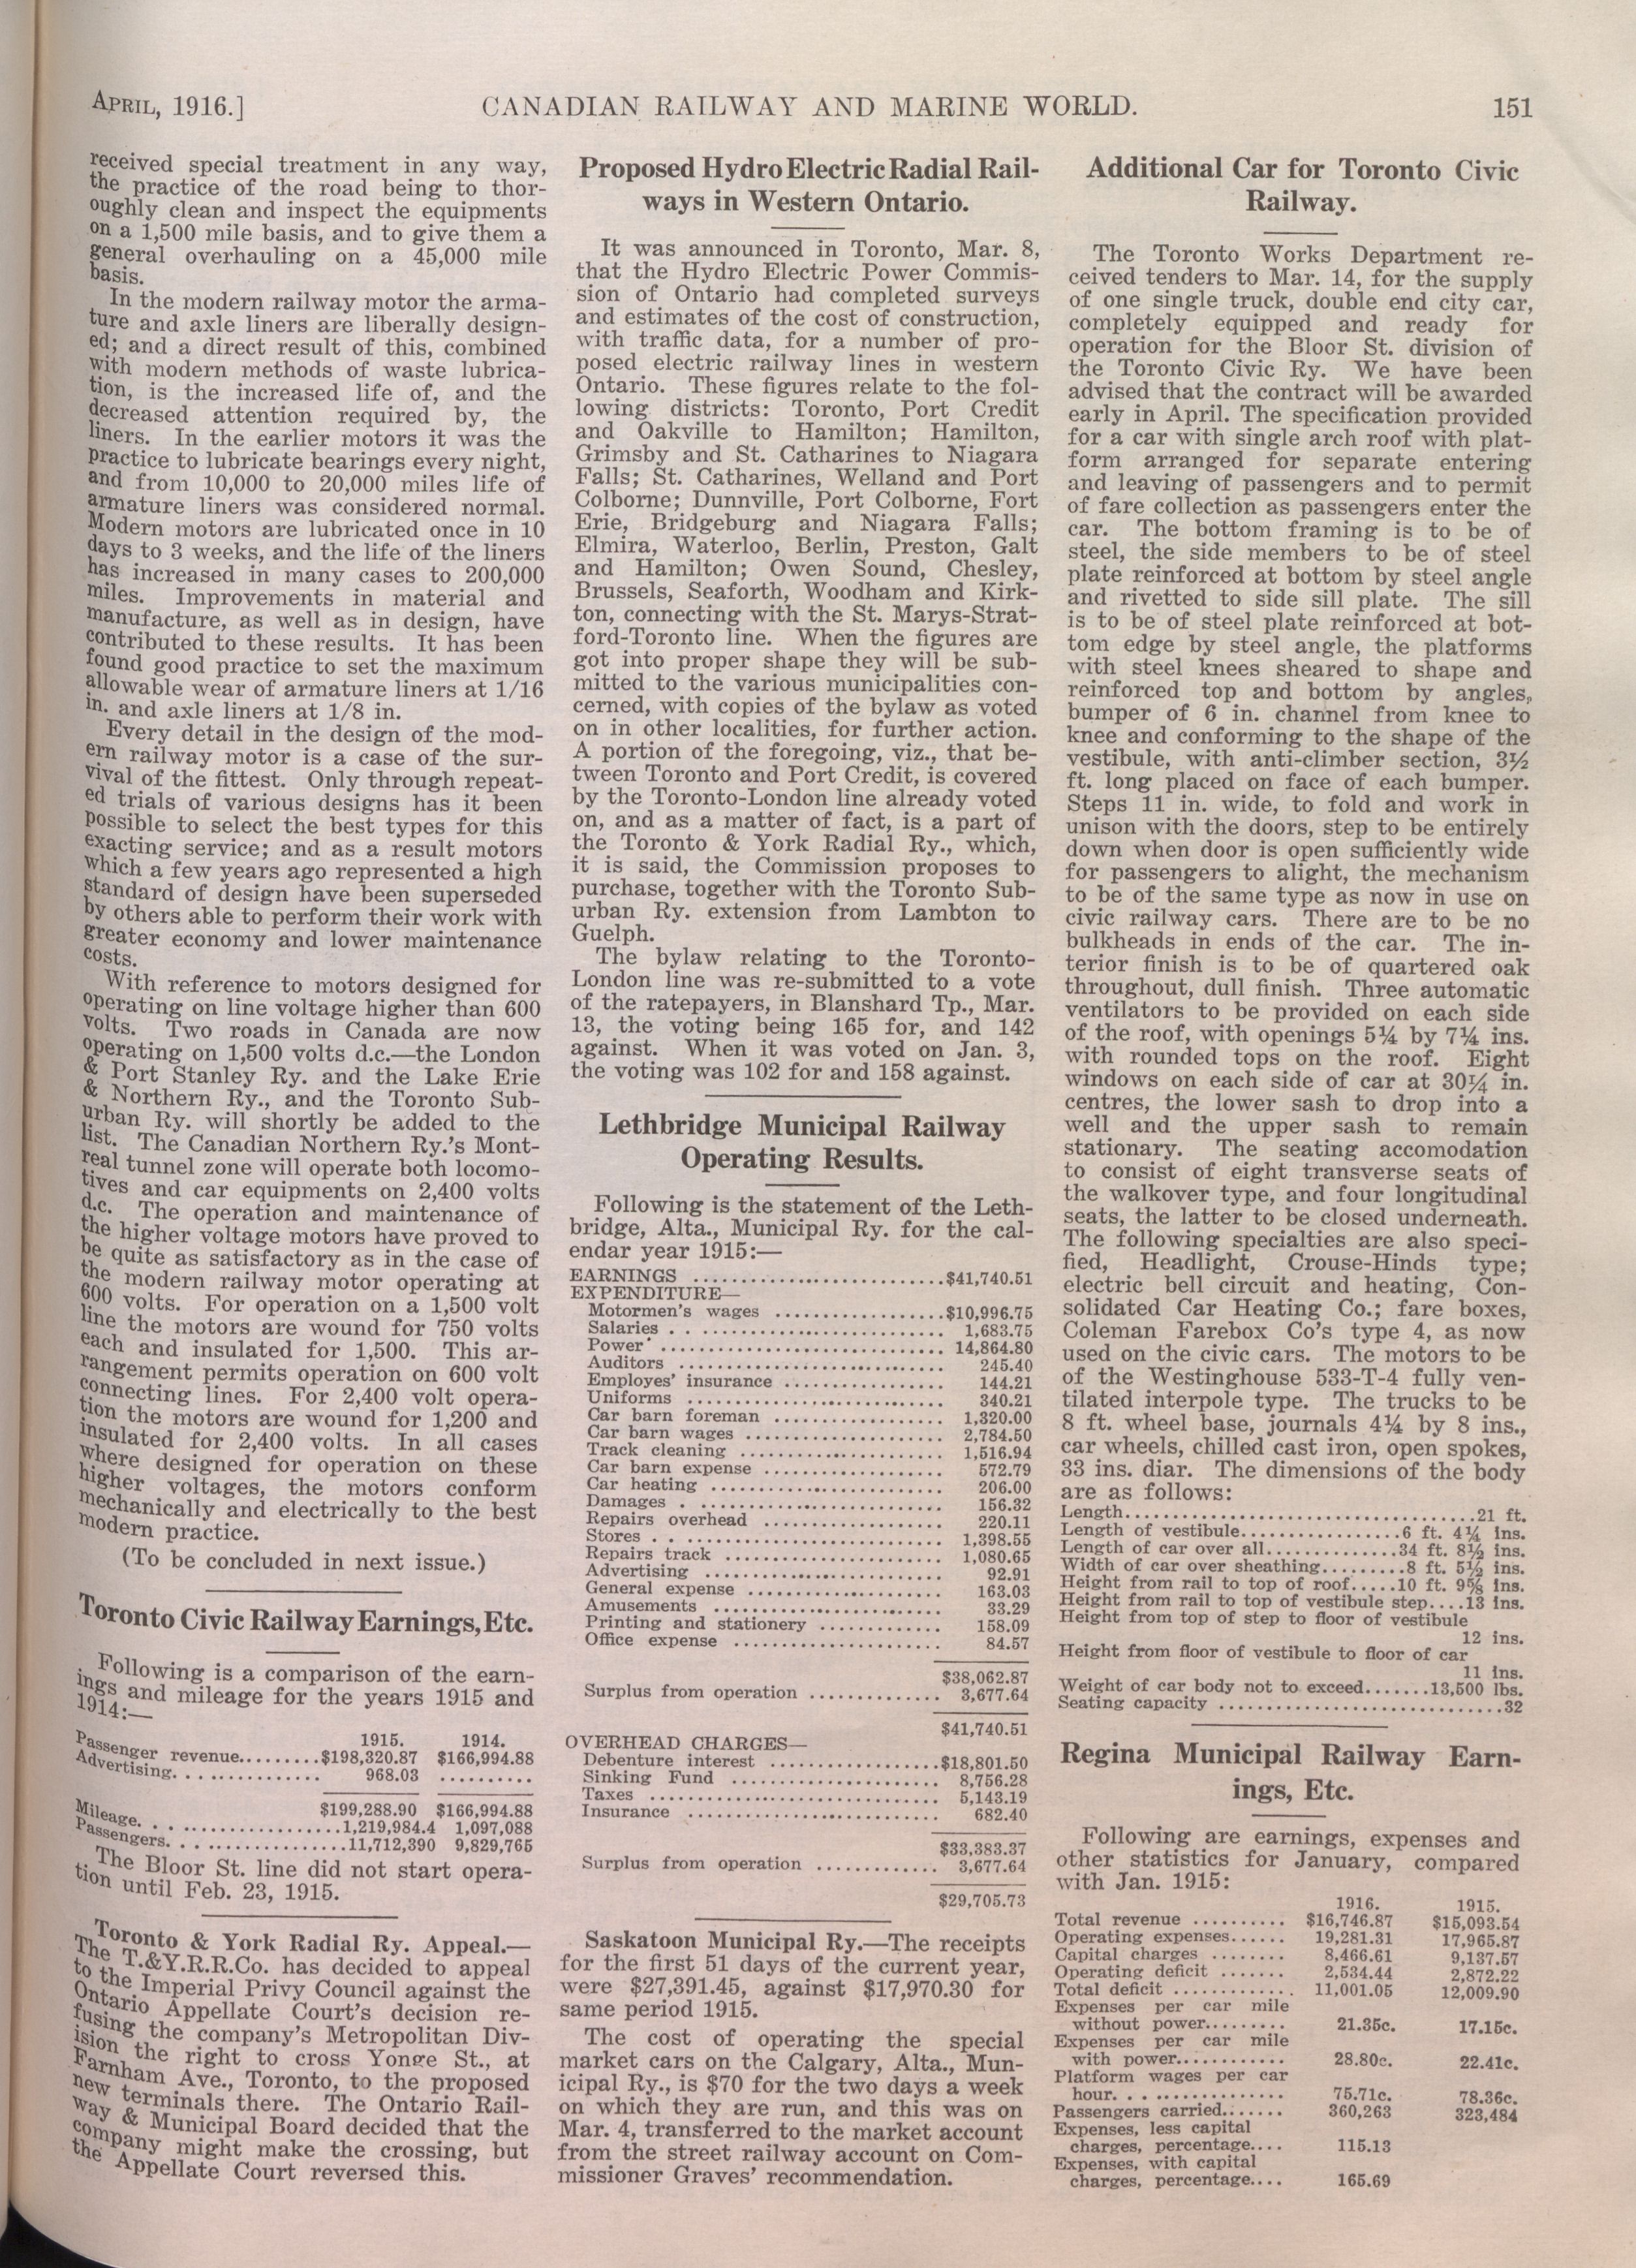 APRIL, 1916.]
CANADIAN RAILWAY AND MARINE WORLD.
151
received special treatment in any way,
the practice of the road being to thor-
oughly clean and inspect the equipments
on a 1,500 mile basis, and to give them a
general overhauling on a 45,000 mile
basis.
In the modern railway motor the arma-
ture and axle liners are liberally design-
ed; and a direct result of this, combined
with modern methods of waste lubrica-
tion, is the increased life of, and the
decreased attention required by, the
liners. In the earlier motors it was the
practice to lubricate bearings every night,
and from 10,000 to 20,000 miles life of
armature liners was considered normal.
Modern motors are lubricated once in 10
days to 3 weeks, and the life of the liners
has increased in many cases to 200,000
miles. Improvements in material and
manufacture, as well as in design, have
contributed to these results. It has been
found good practice to set the maximum
allowable wear of armature liners at 1/16
in. and axle liners at 1/8 in.
Every detail in the design of the mod-
ern railway motor is a case of the sur-
vival of the fittest. Only through repeat-
ed trials of various designs has it been
possible to select the best types for this
exacting service; and as a result motors
which a few years ago represented a high
standard of design have been superseded
by others able to perform their work with
greater economy and lower maintenance
costs.
With reference to motors designed for
operating on line voltage higher than 600
volts. Two roads in Canada are now
operating on 1,500 volts d.c.—the London
& Port Stanley Ry. and the Lake Erie
& Northern Ry., and the Toronto Sub-
urban Ry. will shortly be added to the
list. The Canadian Northern Ry.'s Mont-
real tunnel zone will operate both locomo-
tives and car equipments on 2,400 volts
d.c. The operation and maintenance of
the higher voltage motors have proved to
be quite as satisfactory as in the case of
the modern railway motor operating at
600 volts. For operation on a 1,500 volt
line the motors are wound for 750 volts
each and insulated for 1,500. This ar-
rangement permits operation on 600 volt
connecting lines. For 2,400 volt opera-
tion the motors are wound for 1,200 and
insulated for 2,400 volts. In all cases
where designed for operation on these
higher voltages, the motors conform
mechanically and electrically to the best
modern practice.
(To be concluded in next issue.)
Toronto Civic Railway Earnings, Etc.
Following is a comparison of the earn-
ings and mileage for the years 1915 and
1914:—
1915. 1914.
Passenger revenue.........$198,320.87 $166,994.88
Advertising................ 968.03 ..........
$199,288.90 $166,994.88
Mileage.....................1,219,984.4 1,097,088
Passengers...................11,712,390 9,829,765
The Bloor St. line did not start opera-
tion until Feb. 23, 1915.
Toronto & York Radial Ry. Appeal.—
The T.&Y.R.R.Co. has decided to appeal
to the Imperial Privy Council against the
Ontario Appellate Court's decision re-
fusing the company's Metropolitan Div-
ision the right to cross Yonge St., at
Farnham Ave., Toronto, to the proposed
new terminals there. The Ontario Rail-
way & Municipal Board decided that the
company might make the crossing, but
the Appellate Court reversed this.
Proposed Hydro Electric Radial Rail-
ways in Western Ontario.
It was announced in Toronto, Mar. 8,
that the Hydro Electric Power Commis-
sion of Ontario had completed surveys
and estimates of the cost of construction,
with traffic data, for a number of pro-
posed electric railway lines in western
Ontario. These figures relate to the fol-
lowing districts: Toronto, Port Credit
and Oakville to Hamilton; Hamilton,
Grimsby and St. Catharines to Niagara
Falls; St. Catharines, Welland and Port
Colborne; Dunnville, Port Colborne, Fort
Erie, Bridgeburg and Niagara Falls;
Elmira, Waterloo, Berlin, Preston, Galt
and Hamilton; Owen Sound, Chesley,
Brussels, Seaforth, Woodham and Kirk-
ton, connecting with the St. Marys-Strat-
ford-Toronto line. When the figures are
got into proper shape they will be sub-
mitted to the various municipalities con-
cerned, with copies of the bylaw as voted
on in other localities, for further action.
A portion of the foregoing, viz., that be-
tween Toronto and Port Credit, is covered
by the Toronto-London line already voted
on, and as a matter of fact, is a part of
the Toronto & York Radial Ry., which,
it is said, the Commission proposes to
purchase, together with the Toronto Sub-
urban Ry. extension from Lambton to
Guelph.
The bylaw relating to the Toronto-
London line was re-submitted to a vote
of the ratepayers, in Blanshard Tp., Mar.
13, the voting being 165 for, and 142
against. When it was voted on Jan. 3,
the voting was 102 for and 158 against.
Lethbridge Municipal Railway
Operating Results.
Following is the statement of the Leth-
bridge, Alta., Municipal Ry. for the cal-
endar year 1915:—
EARNINGS ............................$41,740.51
EXPENDITURE—
Motormen's wages ...................$10,996.75
Salaries ............................ 1,683.75
Power ............................... 14,864.80
Auditors ............................ 245.40
Employes' insurance ................. 144.21
Uniforms ............................ 340.21
Car barn foreman ................... 1,320.00
Car barn wages ...................... 2,784.50
Track cleaning ...................... 1,516.94
Car barn expense .................... 572.79
Car heating ......................... 206.00
Damages ............................ 156.32
Repairs overhead .................... 220.11
Stores .............................. 1,398.55
Repairs track ....................... 1,080.65
Advertising ......................... 92.91
General expense ..................... 163.03
Amusements ......................... 33.29
Printing and stationery ............. 158.09
Office expense ...................... 84.57
$38,062.87
Surplus from operation .............. 3,677.64
$41,740.51
OVERHEAD CHARGES—
Debenture interest ...................$18,801.50
Sinking Fund ....................... 8,756.28
Taxes ............................... 5,143.19
Insurance ........................... 682.40
$33,383.37
Surplus from operation ............. 3,677.64
$29,705.73
Saskatoon Municipal Ry.—The receipts
for the first 51 days of the current year,
were $27,391.45, against $17,970.30 for
same period 1915.
The cost of operating the special
market cars on the Calgary, Alta., Mun-
icipal Ry., is $70 for the two days a week
on which they are run, and this was on
Mar. 4, transferred to the market account
from the street railway account on Com-
missioner Graves' recommendation.
Additional Car for Toronto Civic
Railway.
The Toronto Works Department re-
ceived tenders to Mar. 14, for the supply
of one single truck, double end city car,
completely equipped and ready for
operation for the Bloor St. division of
the Toronto Civic Ry. We have been
advised that the contract will be awarded
early in April. The specification provided
for a car with single arch roof with plat-
form arranged for separate entering
and leaving of passengers and to permit
of fare collection as passengers enter the
car. The bottom framing is to be of
steel, the side members to be of steel
plate reinforced at bottom by steel angle
and rivetted to side sill plate. The sill
is to be of steel plate reinforced at bot-
tom edge by steel angle, the platforms
with steel knees sheared to shape and
reinforced top and bottom by angles,
bumper of 6 in. channel from knee to
knee and conforming to the shape of the
vestibule, with anti-climber section, 3½
ft. long placed on face of each bumper.
Steps 11 in. wide, to fold and work in
unison with the doors, step to be entirely
down when door is open sufficiently wide
for passengers to alight, the mechanism
to be of the same type as now in use on
civic railway cars. There are to be no
bulkheads in ends of the car. The in-
terior finish is to be of quartered oak
throughout, dull finish. Three automatic
ventilators to be provided on each side
of the roof, with openings 5¼ by 7¼ ins.
with rounded tops on the roof. Eight
windows on each side of car at 30¼ in.
centres, the lower sash to drop into a
well and the upper sash to remain
stationary. The seating accomodation
to consist of eight transverse seats of
the walkover type, and four longitudinal
seats, the latter to be closed underneath.
The following specialties are also speci-
fied, Headlight, Crouse-Hinds type;
electric bell circuit and heating, Con-
solidated Car Heating Co.; fare boxes,
Coleman Farebox Co's type 4, as now
used on the civic cars. The motors to be
of the Westinghouse 533-T-4 fully ven-
tilated interpole type. The trucks to be
8 ft. wheel base, journals 4¼ by 8 ins.,
car wheels, chilled cast iron, open spokes,
33 ins. diar. The dimensions of the body
are as follows:
Length.....................................21 ft.
Length of vestibule.................6 ft. 4¼ ins.
Length of car over all..............34 ft. 8½ ins.
Width of car over sheathing.........8 ft. 5½ ins.
Height from rail to top of roof.....10 ft. 9⅝ ins.
Height from rail to top of vestibule step....13 ins.
Height from top of step to floor of vestibule
12 ins.
Height from floor of vestibule to floor of car
11 ins.
Weight of car body not to exceed.......13,500 lbs.
Seating capacity ..............................32
Regina Municipal Railway Earn-
ings, Etc.
Following are earnings, expenses and
other statistics for January, compared
with Jan. 1915:
1916. 1915.
Total revenue .......... $16,746.87 $15,093.54
Operating expenses...... 19,281.31 17,965.87
Capital charges ........ 8,466.61 9,137.57
Operating deficit ....... 2,534.44 2,872.22
Total deficit ............. 11,001.05 12,009.90
Expenses per car mile
without power......... 21.35c. 17.15c.
Expenses per car mile
with power............ 28.80c. 22.41c.
Platform wages per car
hour.................. 75.71c. 78.36c.
Passengers carried....... 360,263 323,484
Expenses, less capital
charges, percentage.... 115.13
Expenses, with capital
charges, percentage.... 165.69